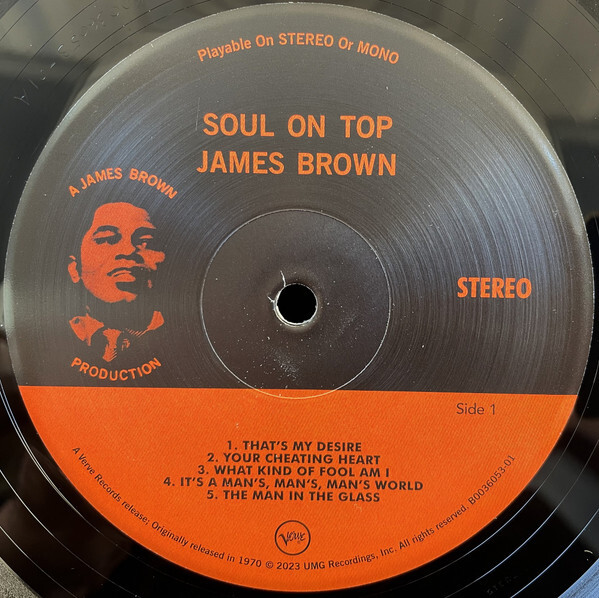 Playable On STEREO Or MONO
SOUL ON TOP
JAMES BROWN
A JAMES BROWN
PRODUCTION
STEREO
Side 1
1. THAT'S MY DESIRE
2. YOUR CHEATING HEART
3. WHAT KIND OF FOOL AM I
4. IT'S A MAN'S, MAN'S, MAN'S WORLD
5. THE MAN IN THE GLASS
Verve
A Verve Records release; Originally released in 1970 © 2023 UMG Recordings, Inc. All rights reserved. B0036053-01